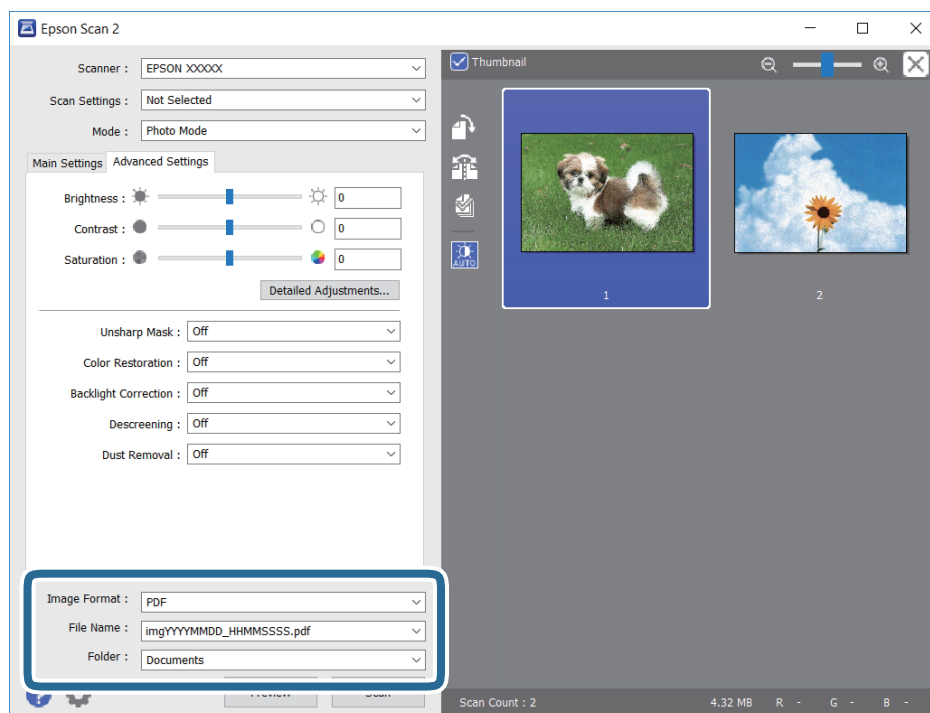 Epson Scan 2
Scanner : EPSON XXXXX
Scan Settings : Not Selected
Mode : Photo Mode
Main Settings Advanced Settings
Brightness : 0
Contrast : 0
Saturation : 0
Detailed Adjustments...
Unsharp Mask : Off
Color Restoration : Off
Backlight Correction : Off
Descreening : Off
Dust Removal : Off
Image Format : PDF
File Name : imgYYYYMMDD_HHMMSSSS.pdf
Folder : Documents
Preview Scan
Thumbnail
AUTO
1 2
Scan Count : 2 4.32 MB R - G - B -